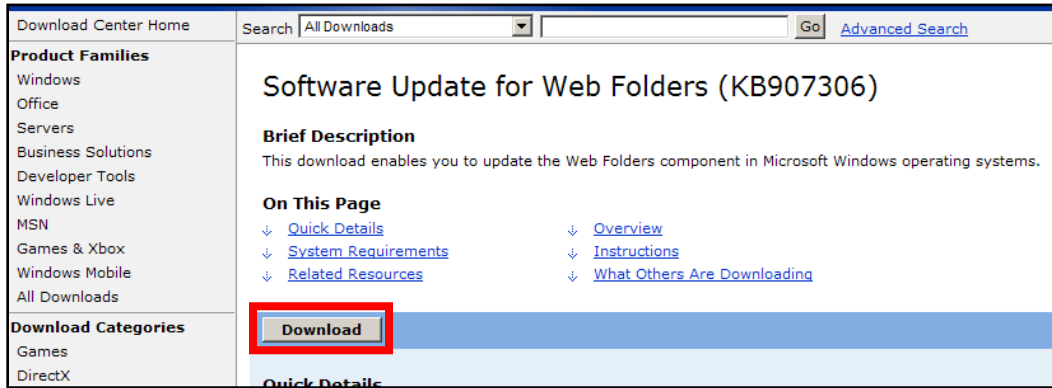 Download Center Home
Search All Downloads Go Advanced Search
Product Families
Windows
Office
Servers
Business Solutions
Developer Tools
Windows Live
MSN
Games & Xbox
Windows Mobile
All Downloads
Download Categories
Games
DirectX
Software Update for Web Folders (KB907306)
Brief Description
This download enables you to update the Web Folders component in Microsoft Windows operating systems.
On This Page
Quick Details
Overview
System Requirements
Instructions
Related Resources
What Others Are Downloading
Download
Quick Details